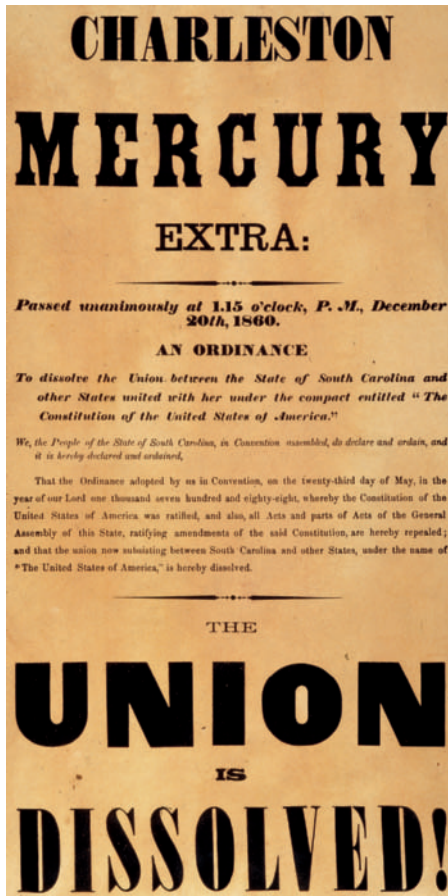 CHARLESTON
MERCURY
EXTRA:
Passed unanimously at 1.15 o'clock, P. M., December
20th, 1860.
AN ORDINANCE
To dissolve the Union between the State of South Carolina and
other States united with her under the compact entitled "The
Constitution of the United States of America."
We, the People of the State of South Carolina, in Convention assembled, do declare and ordain, and
it is hereby declared and ordained,
That the Ordinance adopted by us in Convention, on the twenty-third day of May, in the
year of our Lord one thousand seven hundred and eighty-eight, whereby the Constitution of the
United States of America was ratified, and also, all Acts and parts of Acts of the General
Assembly of this State, ratifying amendments of the said Constitution, are hereby repealed;
and that the union now subsisting between South Carolina and other States, under the name of
"The United States of America," is hereby dissolved.
THE
UNION
IS
DISSOLVED!